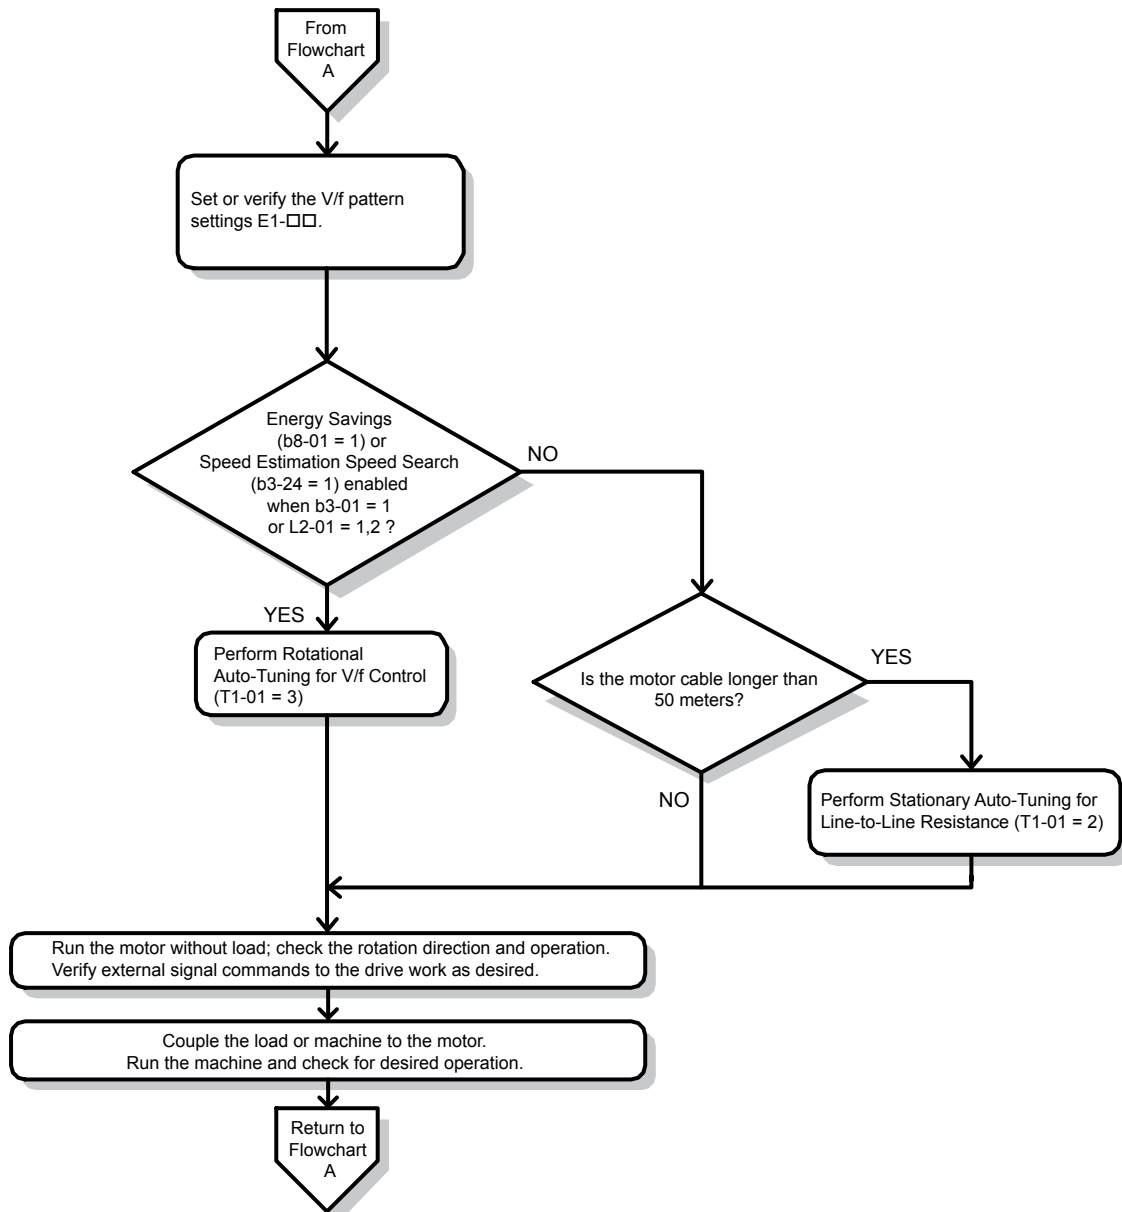 From
Flowchart
A
Set or verify the V/f pattern
settings E1-□□.
Energy Savings
(b8-01 = 1) or
Speed Estimation Speed Search
(b3-24 = 1) enabled
when b3-01 = 1
or L2-01 = 1,2 ?
NO
YES
Perform Rotational
Auto-Tuning for V/f Control
(T1-01 = 3)
Is the motor cable longer than
50 meters?
YES
NO
Perform Stationary Auto-Tuning for
Line-to-Line Resistance (T1-01 = 2)
Run the motor without load; check the rotation direction and operation.
Verify external signal commands to the drive work as desired.
Couple the load or machine to the motor.
Run the machine and check for desired operation.
Return to
Flowchart
A